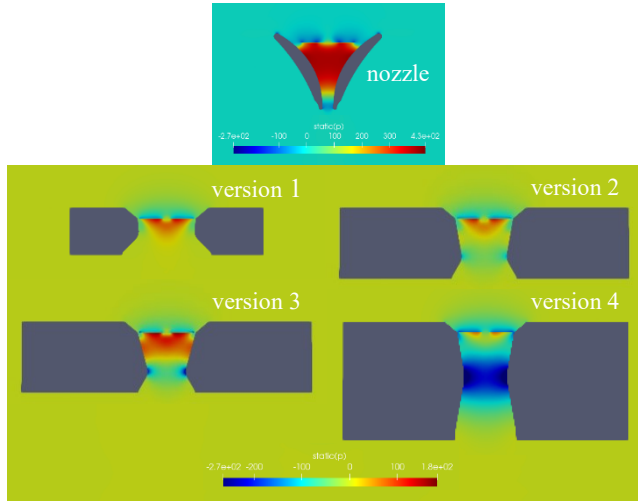 nozzle
static(p)
-2.7e+02 -100 0 100 200 4.3e+02
version 1
version 2
version 3
version 4
static(p)
-2.7e+02 -200 -100 0 100 1.8e+02